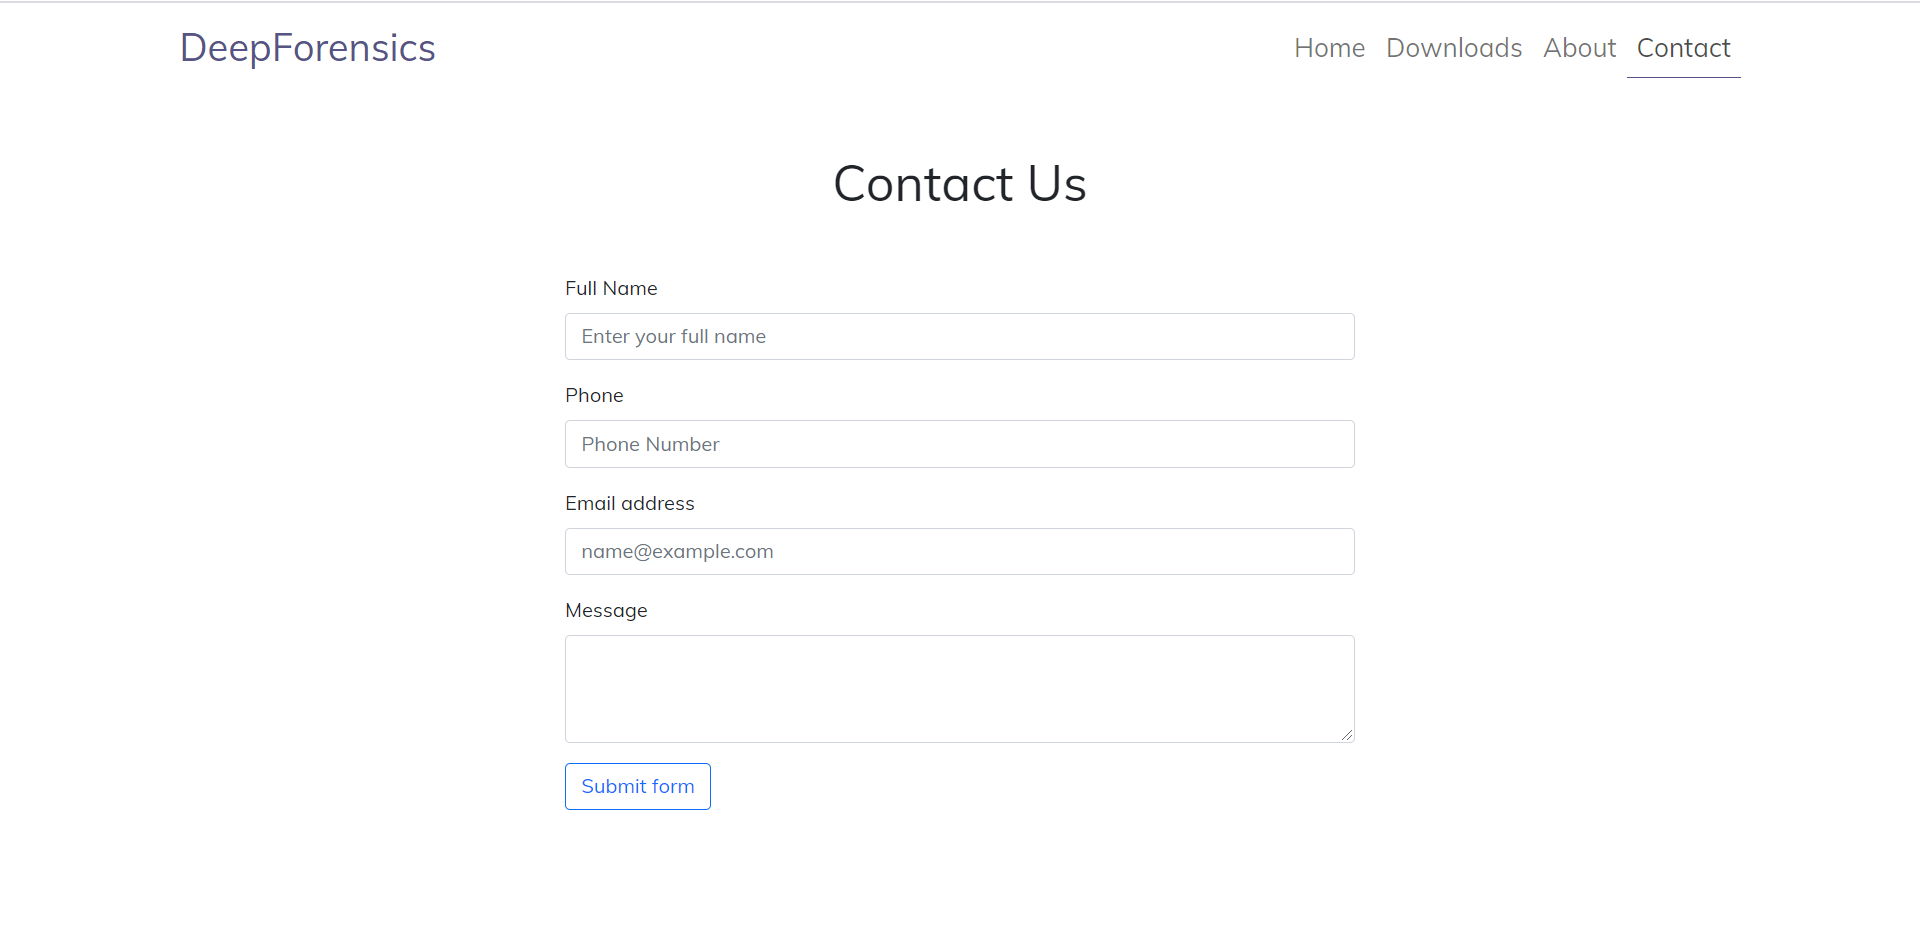 DeepForensics Home Downloads About Contact
Contact Us
Full Name
Enter your full name
Phone
Phone Number
Email address
name@example.com
Message
Submit form